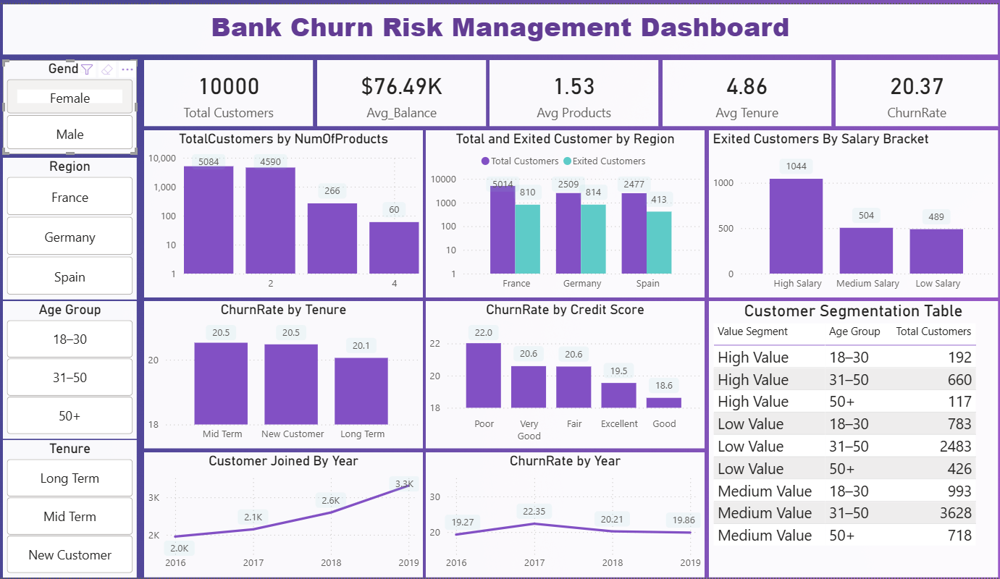 Bank Churn Risk Management Dashboard
Gend
Female
Male
Region
France
Germany
Spain
Age Group
18–30
31–50
50+
Tenure
Long Term
Mid Term
New Customer
10000
Total Customers
$76.49K
Avg_Balance
1.53
Avg Products
4.86
Avg Tenure
20.37
ChurnRate
TotalCustomers by NumOfProducts
10,000
1,000
100
10
1
5084
4590
266
60
2
4
Total and Exited Customer by Region
Total Customers
Exited Customers
10000
1000
100
10
1
5014
810
2509
814
2477
413
France
Germany
Spain
Exited Customers By Salary Bracket
1000
500
0
1044
504
489
High Salary
Medium Salary
Low Salary
ChurnRate by Tenure
20
18
20.5
20.5
20.1
Mid Term
New Customer
Long Term
ChurnRate by Credit Score
22
20
18
22.0
20.6
20.6
19.5
18.6
Poor
Very
Good
Fair
Excellent
Good
Customer Segmentation Table
Value Segment Age Group Total Customers
High Value 18–30 192
High Value 31–50 660
High Value 50+ 117
Low Value 18–30 783
Low Value 31–50 2483
Low Value 50+ 426
Medium Value 18–30 993
Medium Value 31–50 3628
Medium Value 50+ 718
Customer Joined By Year
3K
2K
2.0K
2.1K
2.6K
3.3K
2016
2017
2018
2019
ChurnRate by Year
30
20
19.27
22.35
20.21
19.86
2016
2017
2018
2019